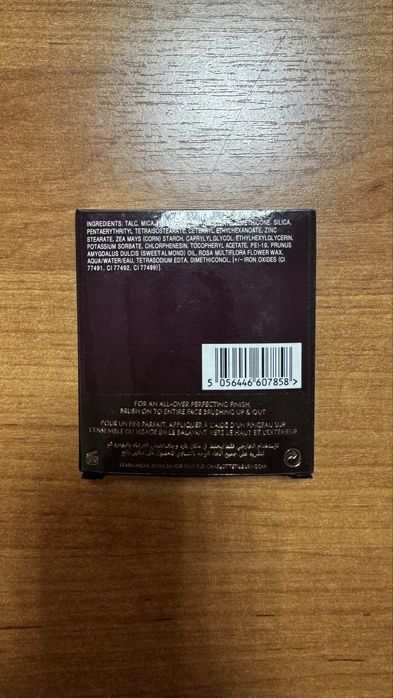 INGREDIENTS: TALC, MICA, DIMETHICONE, SILICA,
PENTAERYTHRITYL TETRAISOSTEARATE, CETEARYL ETHYLHEXANOATE, ZINC
STEARATE, ZEA MAYS (CORN) STARCH, CAPRYLYL GLYCOL, ETHYLHEXYLGLYCERIN,
POTASSIUM SORBATE, CHLORPHENESIN, TOCOPHERYL ACETATE, PEI-10, PRUNUS
AMYGDALUS DULCIS (SWEET ALMOND) OIL, ROSA MULTIFLORA FLOWER WAX,
AQUA/WATER/EAU, TETRASODIUM EDTA, DIMETHICONOL, [+/- IRON OXIDES (CI
77491, CI 77492, CI 77499)].
5 056446 607858 >
FOR AN ALL-OVER PERFECTING FINISH,
BRUSH ON TO ENTIRE FACE BRUSHING UP & OUT
POUR UN FINI PARFAIT, APPLIQUER À L'AIDE D'UN PINCEAU SUR
L'ENSEMBLE DU VISAGE EN LE BALAYANT VERS LE HAUT ET L'EXTÉRIEUR